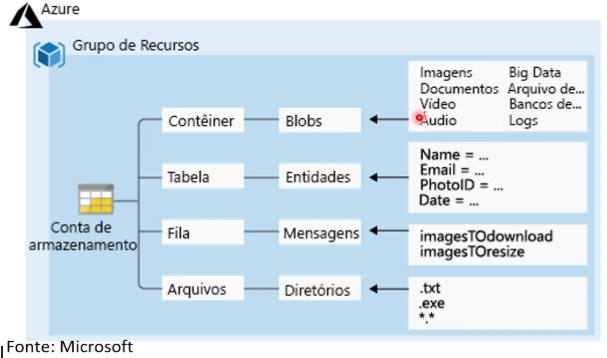 Azure
Grupo de Recursos
Imagens Big Data
Documentos Arquivo de...
Vídeo Bancos de...
Áudio Logs
Contêiner Blobs
Name = ...
Email = ...
PhotoID = ...
Date = ...
Tabela Entidades
Conta de
armazenamento
Fila Mensagens
imagesTOdownload
imagesTOresize
Arquivos Diretórios
.txt
.exe
*.*
Fonte: Microsoft